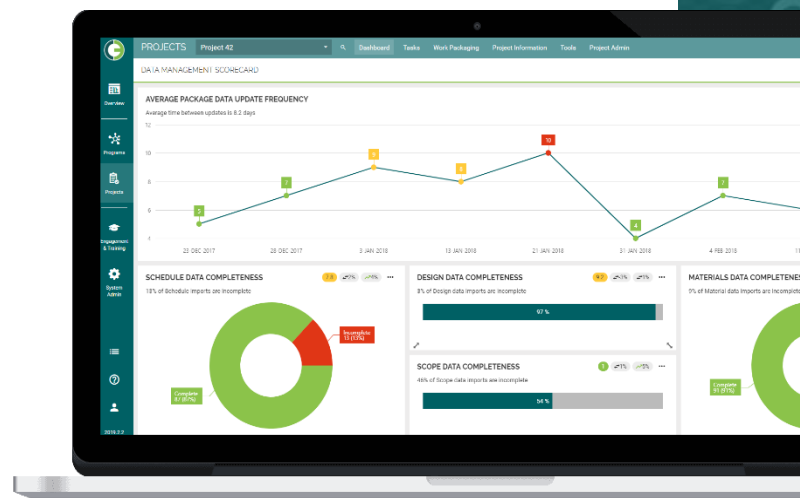 PROJECTS Project 42 Dashboard Tasks Work Packaging Project Information Tools Project Admin
DATA MANAGEMENT SCORECARD
Overview
Programs
Projects
Engagement
& Training
System
Admin
2019.2.2
AVERAGE PACKAGE DATA UPDATE FREQUENCY
Average time between updates is 8.2 days
12
10
8
6
4
5
7
9
8
10
4
7
23 DEC 2017
28 DEC 2017
3 JAN 2018
13 JAN 2018
21 JAN 2018
31 JAN 2018
4 FEB 2018
SCHEDULE DATA COMPLETENESS
13% of Schedule imports are incomplete
Incomplete
13 (13%)
Complete
87 (87%)
DESIGN DATA COMPLETENESS
3% of Design data imports are incomplete
97 %
SCOPE DATA COMPLETENESS
46% of Scope data imports are incomplete
54 %
MATERIALS DATA COMPLETENES
9% of Material data imports are incomplete
Complete
91 (91%)